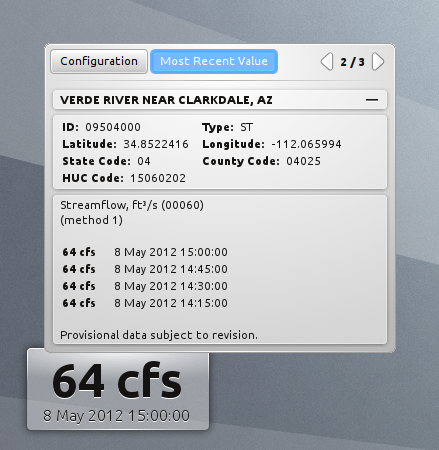 Configuration Most Recent Value 2 / 3
VERDE RIVER NEAR CLARKDALE, AZ
ID: 09504000 Type: ST
Latitude: 34.8522416 Longitude: -112.065994
State Code: 04 County Code: 04025
HUC Code: 15060202
Streamflow, ft³/s (00060)
(method 1)
64 cfs 8 May 2012 15:00:00
64 cfs 8 May 2012 14:45:00
64 cfs 8 May 2012 14:30:00
64 cfs 8 May 2012 14:15:00
Provisional data subject to revision.
64 cfs
8 May 2012 15:00:00